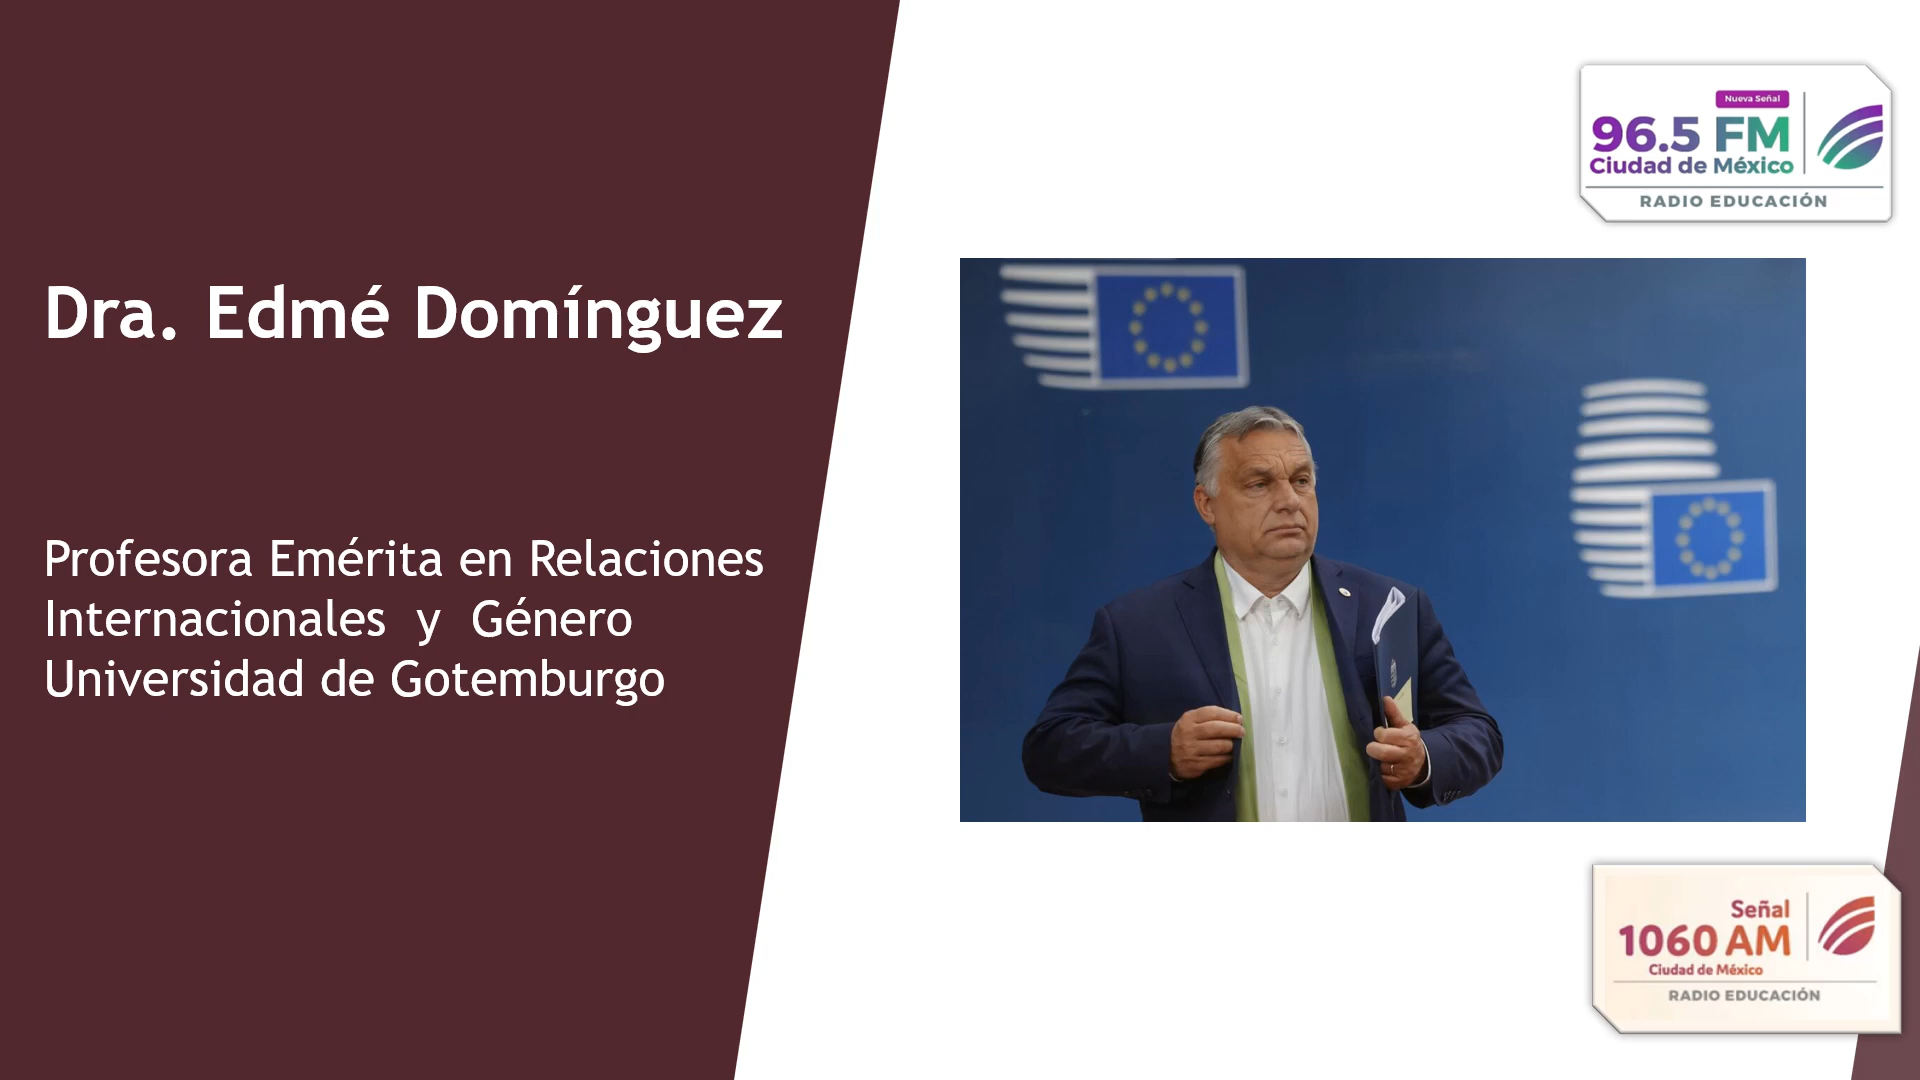 Dra. Edmé Domínguez
Profesora Emérita en Relaciones
Internacionales y Género
Universidad de Gotemburgo
Nueva Señal
96.5 FM
Ciudad de México
RADIO EDUCACIÓN
Señal
1060 AM
Ciudad de México
RADIO EDUCACIÓN